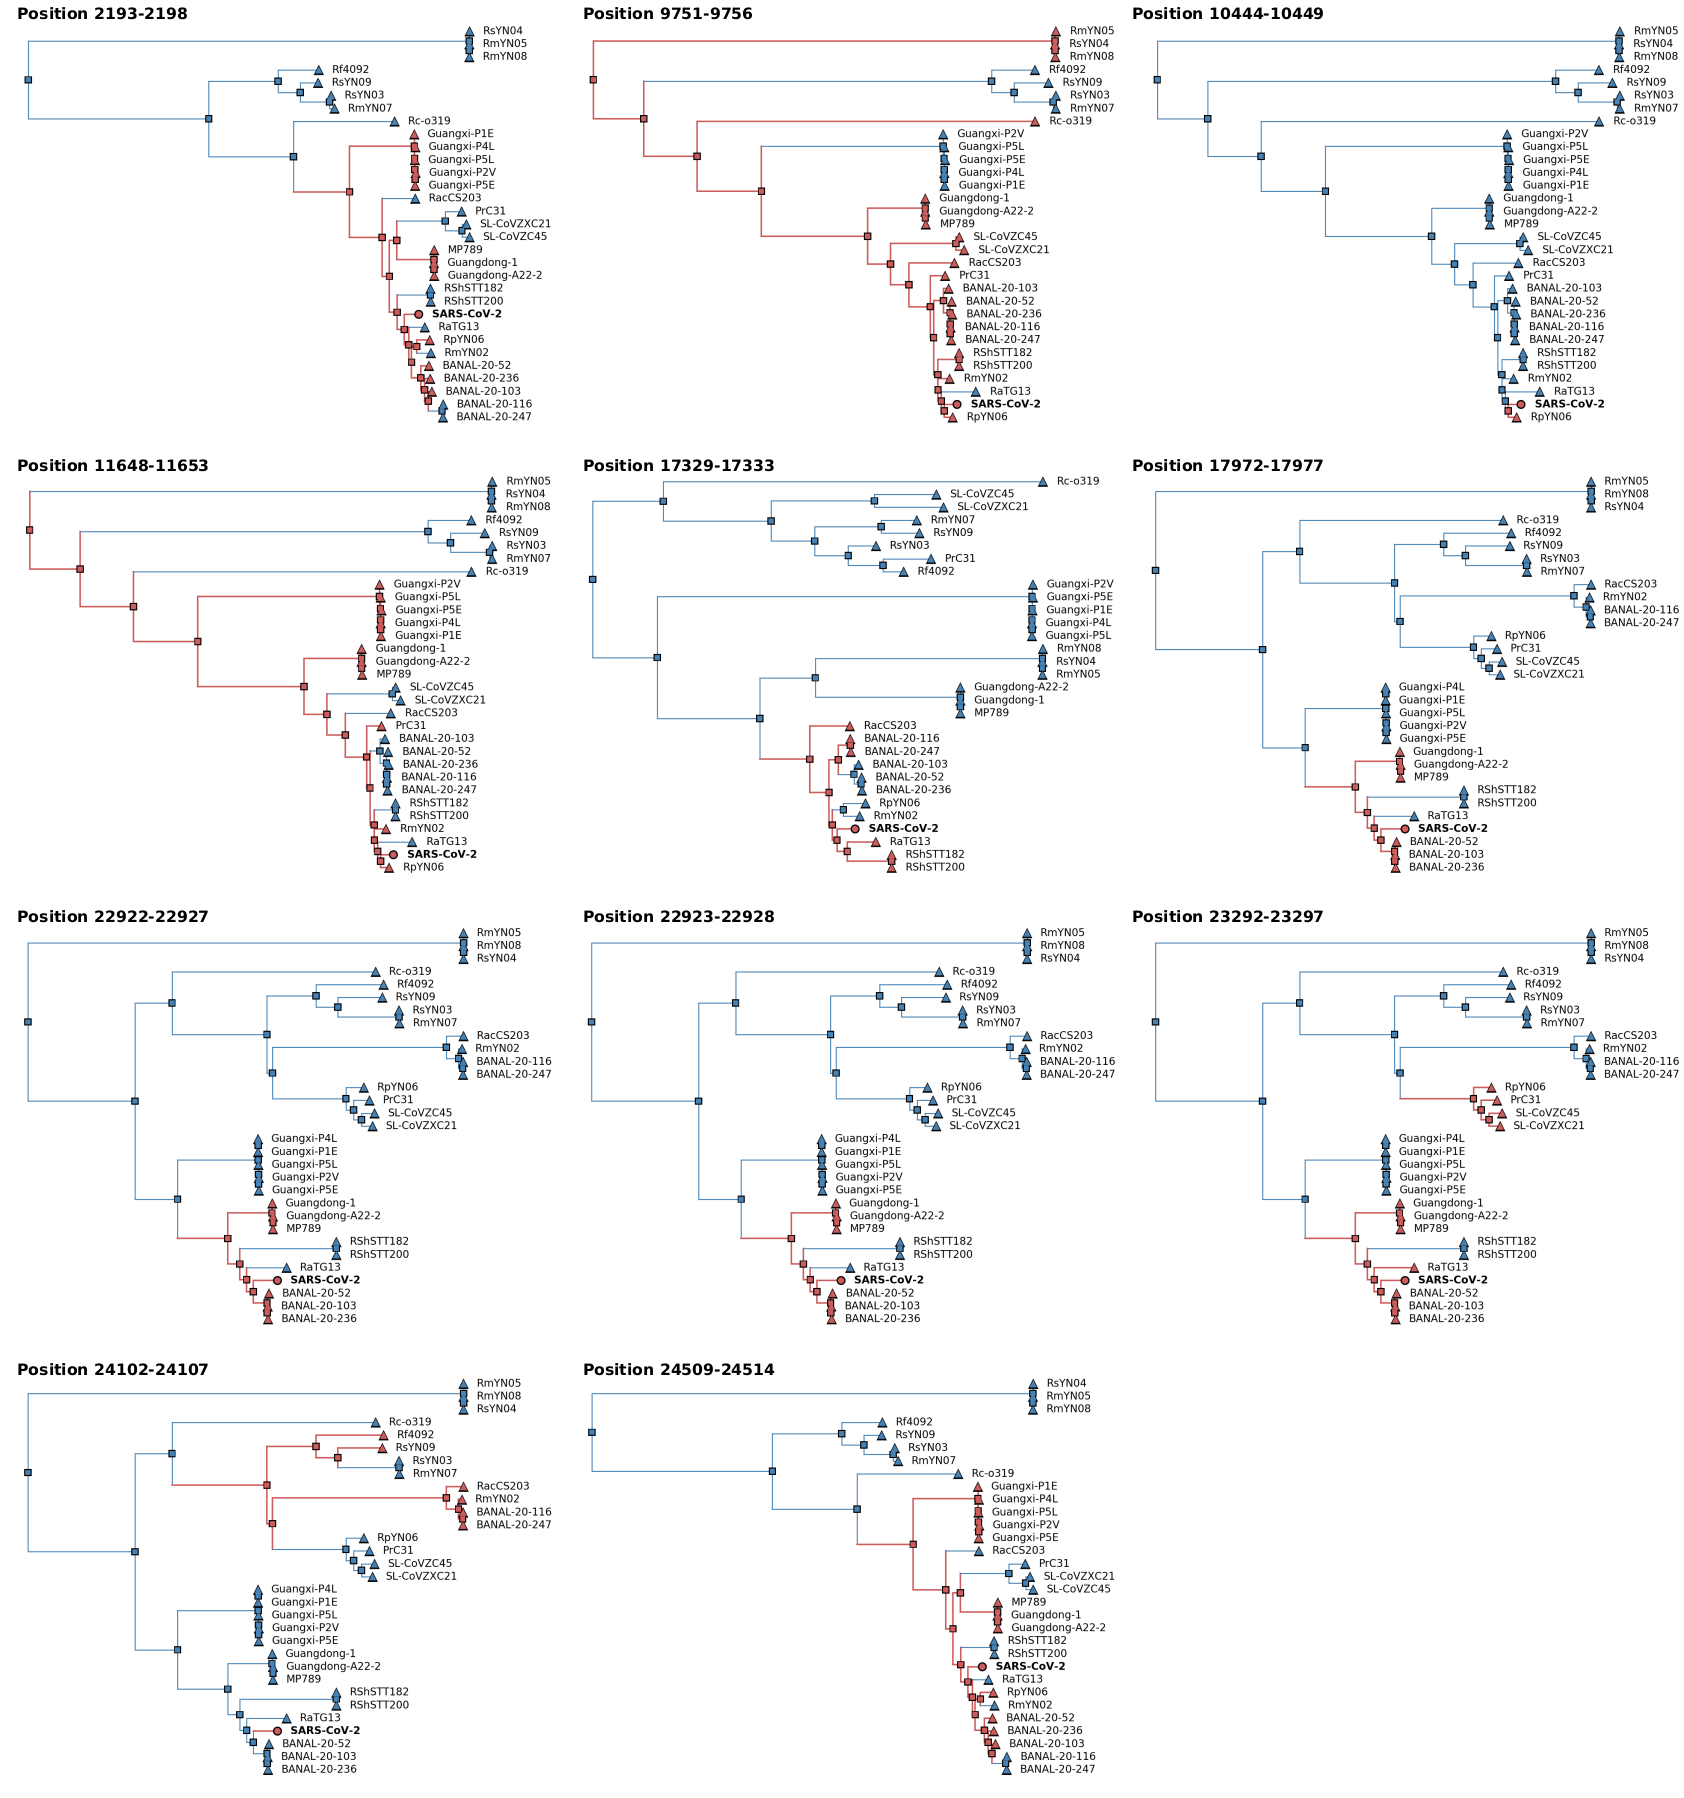 Position 2193-2198
RsYN04
RmYN05
RmYN08
Rf4092
RsYN09
RsYN03
RmYN07
Rc-o319
Guangxi-P1E
Guangxi-P4L
Guangxi-P5L
Guangxi-P2V
Guangxi-P5E
RacCS203
PrC31
SL-CoVZXC21
SL-CoVZC45
MP789
Guangdong-1
Guangdong-A22-2
RShSTT182
RShSTT200
SARS-CoV-2
RaTG13
RpYN06
RmYN02
BANAL-20-52
BANAL-20-236
BANAL-20-103
BANAL-20-116
BANAL-20-247
Position 9751-9756
RmYN05
RsYN04
RmYN08
Rf4092
RsYN09
RsYN03
RmYN07
Rc-o319
Guangxi-P2V
Guangxi-P5L
Guangxi-P5E
Guangxi-P4L
Guangxi-P1E
Guangdong-1
Guangdong-A22-2
MP789
SL-CoVZC45
SL-CoVZXC21
RacCS203
PrC31
BANAL-20-103
BANAL-20-52
BANAL-20-236
BANAL-20-116
BANAL-20-247
RShSTT182
RShSTT200
RmYN02
RaTG13
SARS-CoV-2
RpYN06
Position 10444-10449
RmYN05
RsYN04
RmYN08
Rf4092
RsYN09
RsYN03
RmYN07
Rc-o319
Guangxi-P2V
Guangxi-P5L
Guangxi-P5E
Guangxi-P4L
Guangxi-P1E
Guangdong-1
Guangdong-A22-2
MP789
SL-CoVZC45
SL-CoVZXC21
RacCS203
PrC31
BANAL-20-103
BANAL-20-52
BANAL-20-236
BANAL-20-116
BANAL-20-247
RShSTT182
RShSTT200
RmYN02
RaTG13
SARS-CoV-2
RpYN06
Position 11648-11653
RmYN05
RsYN04
RmYN08
Rf4092
RsYN09
RsYN03
RmYN07
Rc-o319
Guangxi-P2V
Guangxi-P5L
Guangxi-P5E
Guangxi-P4L
Guangxi-P1E
Guangdong-1
Guangdong-A22-2
MP789
SL-CoVZC45
SL-CoVZXC21
RacCS203
PrC31
BANAL-20-103
BANAL-20-52
BANAL-20-236
BANAL-20-116
BANAL-20-247
RShSTT182
RShSTT200
RmYN02
RaTG13
SARS-CoV-2
RpYN06
Position 17329-17333
Rc-o319
SL-CoVZC45
SL-CoVZXC21
RmYN07
RsYN09
RsYN03
PrC31
Rf4092
Guangxi-P2V
Guangxi-P5E
Guangxi-P1E
Guangxi-P4L
Guangxi-P5L
RmYN08
RsYN04
RmYN05
Guangdong-A22-2
Guangdong-1
MP789
RacCS203
BANAL-20-116
BANAL-20-247
BANAL-20-103
BANAL-20-52
BANAL-20-236
RpYN06
RmYN02
SARS-CoV-2
RaTG13
RShSTT182
RShSTT200
Position 17972-17977
RmYN05
RmYN08
RsYN04
Rc-o319
Rf4092
RsYN09
RsYN03
RmYN07
RacCS203
RmYN02
BANAL-20-116
BANAL-20-247
RpYN06
PrC31
SL-CoVZC45
SL-CoVZXC21
Guangxi-P4L
Guangxi-P1E
Guangxi-P5L
Guangxi-P2V
Guangxi-P5E
Guangdong-1
Guangdong-A22-2
MP789
RShSTT182
RShSTT200
RaTG13
SARS-CoV-2
BANAL-20-52
BANAL-20-103
BANAL-20-236
Position 22922-22927
RmYN05
RmYN08
RsYN04
Rc-o319
Rf4092
RsYN09
RsYN03
RmYN07
RacCS203
RmYN02
BANAL-20-116
BANAL-20-247
RpYN06
PrC31
SL-CoVZC45
SL-CoVZXC21
Guangxi-P4L
Guangxi-P1E
Guangxi-P5L
Guangxi-P2V
Guangxi-P5E
Guangdong-1
Guangdong-A22-2
MP789
RShSTT182
RShSTT200
RaTG13
SARS-CoV-2
BANAL-20-52
BANAL-20-103
BANAL-20-236
Position 22923-22928
RmYN05
RmYN08
RsYN04
Rc-o319
Rf4092
RsYN09
RsYN03
RmYN07
RacCS203
RmYN02
BANAL-20-116
BANAL-20-247
RpYN06
PrC31
SL-CoVZC45
SL-CoVZXC21
Guangxi-P4L
Guangxi-P1E
Guangxi-P5L
Guangxi-P2V
Guangxi-P5E
Guangdong-1
Guangdong-A22-2
MP789
RShSTT182
RShSTT200
RaTG13
SARS-CoV-2
BANAL-20-52
BANAL-20-103
BANAL-20-236
Position 23292-23297
RmYN05
RmYN08
RsYN04
Rc-o319
Rf4092
RsYN09
RsYN03
RmYN07
RacCS203
RmYN02
BANAL-20-116
BANAL-20-247
RpYN06
PrC31
SL-CoVZC45
SL-CoVZXC21
Guangxi-P4L
Guangxi-P1E
Guangxi-P5L
Guangxi-P2V
Guangxi-P5E
Guangdong-1
Guangdong-A22-2
MP789
RShSTT182
RShSTT200
RaTG13
SARS-CoV-2
BANAL-20-52
BANAL-20-103
BANAL-20-236
Position 24102-24107
RmYN05
RmYN08
RsYN04
Rc-o319
Rf4092
RsYN09
RsYN03
RmYN07
RacCS203
RmYN02
BANAL-20-116
BANAL-20-247
RpYN06
PrC31
SL-CoVZC45
SL-CoVZXC21
Guangxi-P4L
Guangxi-P1E
Guangxi-P5L
Guangxi-P2V
Guangxi-P5E
Guangdong-1
Guangdong-A22-2
MP789
RShSTT182
RShSTT200
RaTG13
SARS-CoV-2
BANAL-20-52
BANAL-20-103
BANAL-20-236
Position 24509-24514
RsYN04
RmYN05
RmYN08
Rf4092
RsYN09
RsYN03
RmYN07
Rc-o319
Guangxi-P1E
Guangxi-P4L
Guangxi-P5L
Guangxi-P2V
Guangxi-P5E
RacCS203
PrC31
SL-CoVZXC21
SL-CoVZC45
MP789
Guangdong-1
Guangdong-A22-2
RShSTT182
RShSTT200
SARS-CoV-2
RaTG13
RpYN06
RmYN02
BANAL-20-52
BANAL-20-236
BANAL-20-103
BANAL-20-116
BANAL-20-247